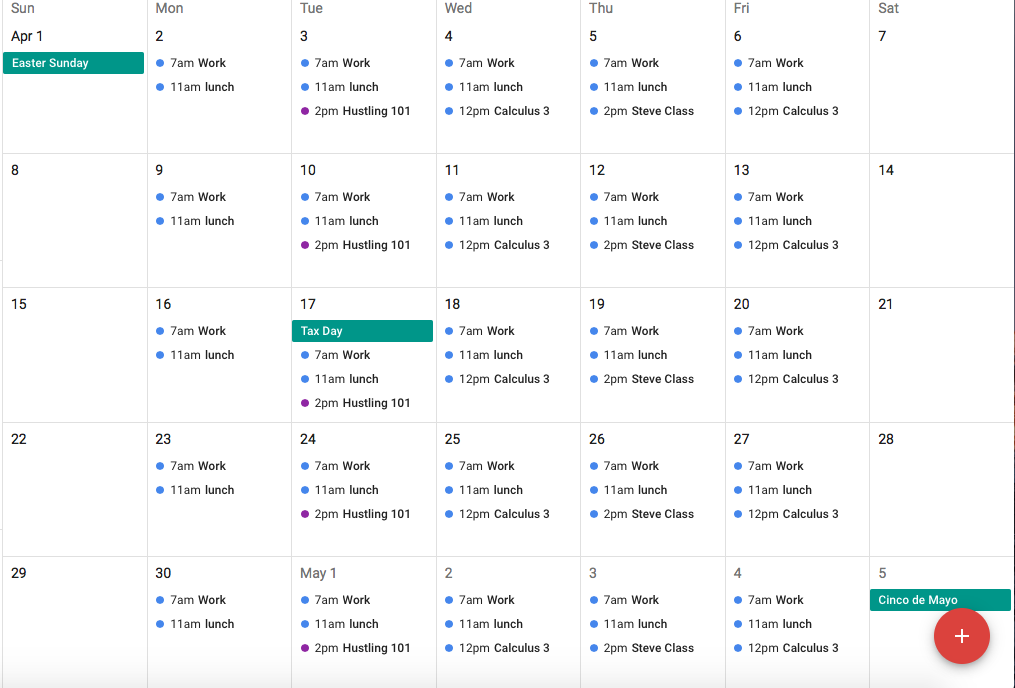 Sun Mon Tue Wed Thu Fri Sat
Apr 1 2 3 4 5 6 7
Easter Sunday 7am Work 7am Work 7am Work 7am Work 7am Work
11am lunch 11am lunch 11am lunch 11am lunch 11am lunch
2pm Hustling 101 12pm Calculus 3 2pm Steve Class 12pm Calculus 3
8 9 10 11 12 13 14
7am Work 7am Work 7am Work 7am Work 7am Work
11am lunch 11am lunch 11am lunch 11am lunch 11am lunch
2pm Hustling 101 12pm Calculus 3 2pm Steve Class 12pm Calculus 3
15 16 17 18 19 20 21
7am Work Tax Day 7am Work 7am Work 7am Work
11am lunch 7am Work 11am lunch 11am lunch 11am lunch
11am lunch 12pm Calculus 3 2pm Steve Class 12pm Calculus 3
2pm Hustling 101
22 23 24 25 26 27 28
7am Work 7am Work 7am Work 7am Work 7am Work
11am lunch 11am lunch 11am lunch 11am lunch 11am lunch
2pm Hustling 101 12pm Calculus 3 2pm Steve Class 12pm Calculus 3
29 30 May 1 2 3 4 5
7am Work 7am Work 7am Work 7am Work 7am Work Cinco de Mayo
11am lunch 11am lunch 11am lunch 11am lunch 11am lunch
2pm Hustling 101 12pm Calculus 3 2pm Steve Class 12pm Calculus 3
+